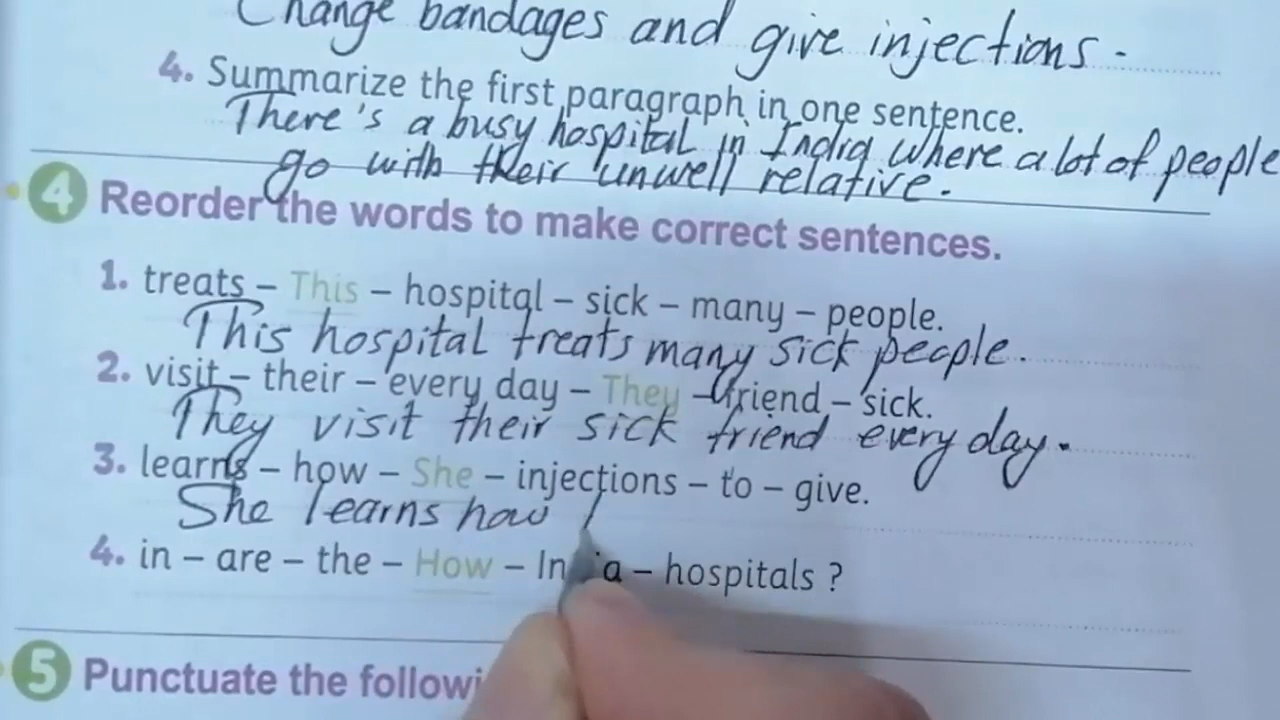 Change bandages and give injections.
4. Summarize the first paragraph in one sentence.
There's a busy hospital in India where a lot of people
go with their unwell relative.
4 Reorder the words to make correct sentences.
1. treats – This – hospital – sick – many – people.
This hospital treats many sick people.
2. visit – their – every day – They – friend – sick.
They visit their sick friend every day.
3. learns – how – She – injections – to – give.
She learns how
4. in – are – the – How – – hospitals ?
5 Punctuate the